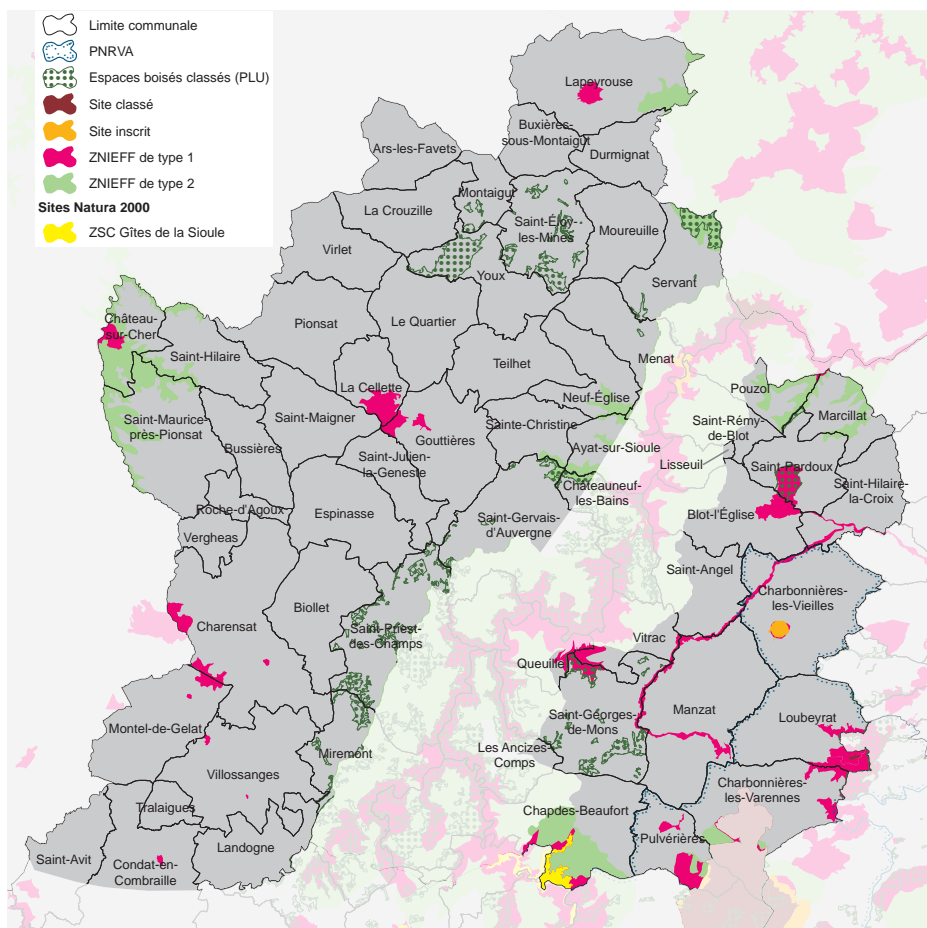 Limite communale
PNRVA
Espaces boisés classés (PLU)
Site classé
Site inscrit
ZNIEFF de type 1
ZNIEFF de type 2
Sites Natura 2000
ZSC Gîtes de la Sioule
Lapeyrouse
Buxières-
sous-Montaigut
Durmignat
Ars-les-Favets
Montaigut
La Crouzille
Saint-Éloy-
les-Mines
Moureuille
Virlet
Youx
Servant
Château-
sur-Cher
Pionsat
Le Quartier
Saint-Hilaire
Teilhet
Menat
La Cellette
Neuf-Église
Pouzol
Saint-Maurice-
près-Pionsat
Saint-Maigner
Sainte-Christine
Saint-Rémy-
de-Blot
Marcillat
Bussières
Gouttières
Ayat-sur-Sioule
Saint-Julien-
la-Geneste
Lisseuil
Saint-Pardoux
Châteauneuf-
les-Bains
Saint-Hilaire-
la-Croix
Roche-d'Agoux
Espinasse
Blot-l'Église
Saint-Gervais-
d'Auvergne
Vergheas
Saint-Angel
Charbonnières-
les-Vieilles
Biollet
Charensat
Saint-Priest-
des-Champs
Vitrac
Queuille
Manzat
Saint-Georges-
de-Mons
Loubeyrat
Montel-de-Gelat
Les Ancizes-
Comps
Miremont
Villossanges
Charbonnières-
les-Varennes
Tralaigues
Chapdes-Beaufort
Pulvérières
Landogne
Saint-Avit
Condat-en-
Combraille